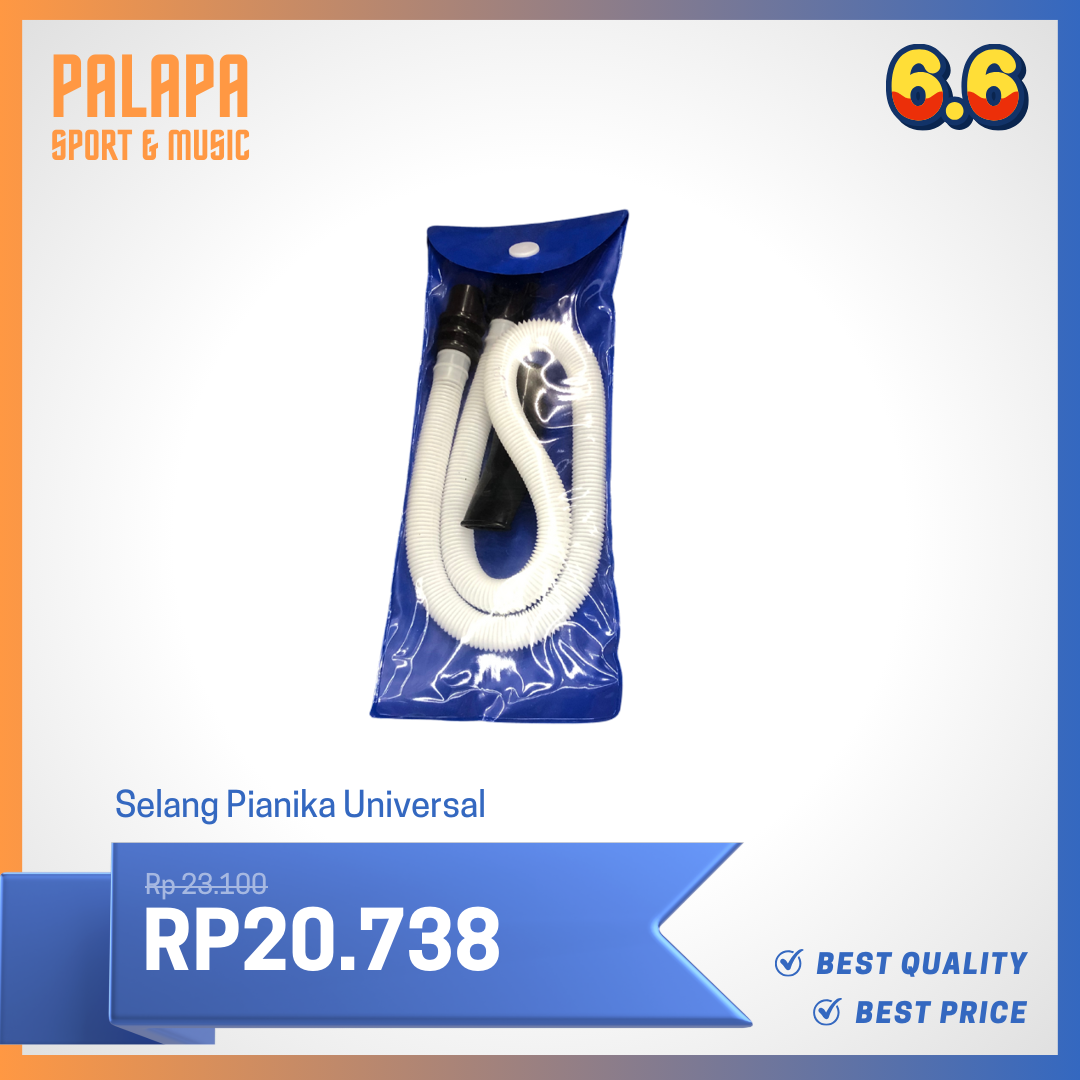 PALAPA
SPORT & MUSIC
6.6
Selang Pianika Universal
Rp 23.100
RP20.738
BEST QUALITY
BEST PRICE